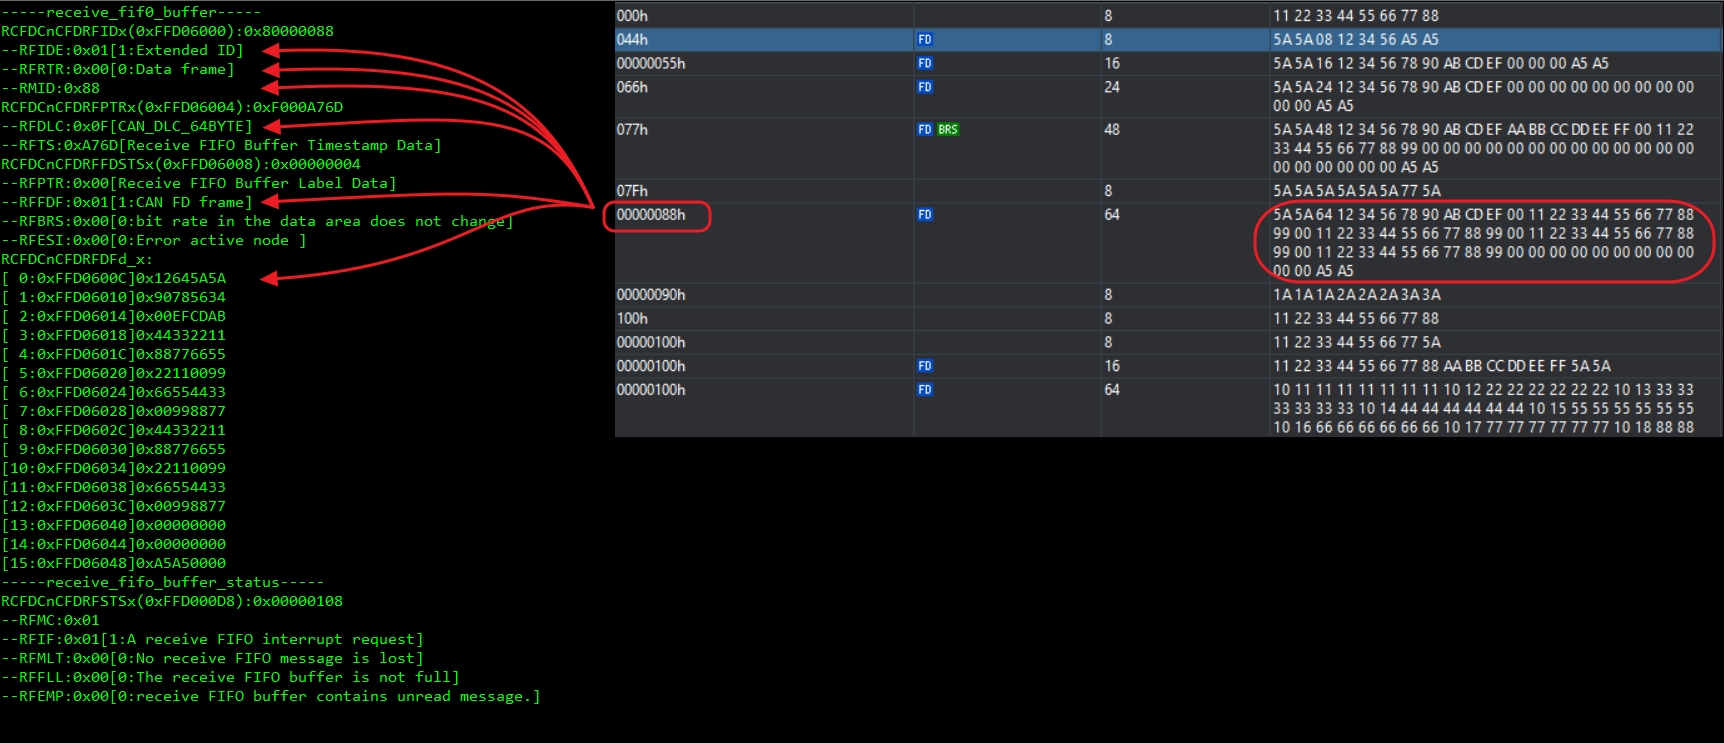 -----receive_fif0_buffer-----
RCFDCnCFDRFIDx(0xFFD06000):0x80000088
--RFIDE:0x01[1:Extended ID]
--RFRTR:0x00[0:Data frame]
--RMID:0x88
RCFDCnCFDRFPTRx(0xFFD06004):0xF000A76D
--RFDLC:0x0F[CAN_DLC_64BYTE]
--RFTS:0xA76D[Receive FIFO Buffer Timestamp Data]
RCFDCnCFDRFFDSTSx(0xFFD06008):0x00000004
--RFPTR:0x00[Receive FIFO Buffer Label Data]
--RFFDF:0x01[1:CAN FD frame]
--RFBRS:0x00[0:bit rate in the data area does not change]
--RFESI:0x00[0:Error active node ]
RCFDCnCFDRFDFd_x:
[ 0:0xFFD0600C]0x12645A5A
[ 1:0xFFD06010]0x90785634
[ 2:0xFFD06014]0x00EFCDAB
[ 3:0xFFD06018]0x44332211
[ 4:0xFFD0601C]0x88776655
[ 5:0xFFD06020]0x22110099
[ 6:0xFFD06024]0x66554433
[ 7:0xFFD06028]0x00998877
[ 8:0xFFD0602C]0x44332211
[ 9:0xFFD06030]0x88776655
[10:0xFFD06034]0x22110099
[11:0xFFD06038]0x66554433
[12:0xFFD0603C]0x00998877
[13:0xFFD06040]0x00000000
[14:0xFFD06044]0x00000000
[15:0xFFD06048]0xA5A50000
-----receive_fifo_buffer_status-----
RCFDCnCFDRFSTSx(0xFFD000D8):0x00000108
--RFMC:0x01
--RFIF:0x01[1:A receive FIFO interrupt request]
--RFMLT:0x00[0:No receive FIFO message is lost]
--RFFLL:0x00[0:The receive FIFO buffer is not full]
--RFEMP:0x00[0:receive FIFO buffer contains unread message.]
000h 8 11 22 33 44 55 66 77 88
044h FD 8 5A 5A 08 12 34 56 A5 A5
00000055h FD 16 5A 5A 16 12 34 56 78 90 AB CD EF 00 00 00 A5 A5
066h FD 24 5A 5A 24 12 34 56 78 90 AB CD EF 00 00 00 00 00 00 00 00 00
00 00 A5 A5
077h FD BRS 48 5A 5A 48 12 34 56 78 90 AB CD EF AA BB CC DD EE FF 00 11 22
33 44 55 66 77 88 99 00 00 00 00 00 00 00 00 00 00 00 00 00
00 00 00 00 00 00 A5 A5
07Fh 8 5A 5A 5A 5A 5A 5A 77 5A
00000088h FD 64 5A 5A 64 12 34 56 78 90 AB CD EF 00 11 22 33 44 55 66 77 88
99 00 11 22 33 44 55 66 77 88 99 00 11 22 33 44 55 66 77 88
99 00 11 22 33 44 55 66 77 88 99 00 00 00 00 00 00 00 00 00
00 00 A5 A5
00000090h 8 1A 1A 1A 2A 2A 2A 3A 3A
100h 8 11 22 33 44 55 66 77 88
00000100h 8 11 22 33 44 55 66 77 5A
00000100h FD 16 11 22 33 44 55 66 77 88 AA BB CC DD EE FF 5A 5A
00000100h FD 64 10 11 11 11 11 11 11 11 10 12 22 22 22 22 22 22 10 13 33 33
33 33 33 33 10 14 44 44 44 44 44 44 10 15 55 55 55 55 55 55
10 16 66 66 66 66 66 66 10 17 77 77 77 77 77 77 10 18 88 88